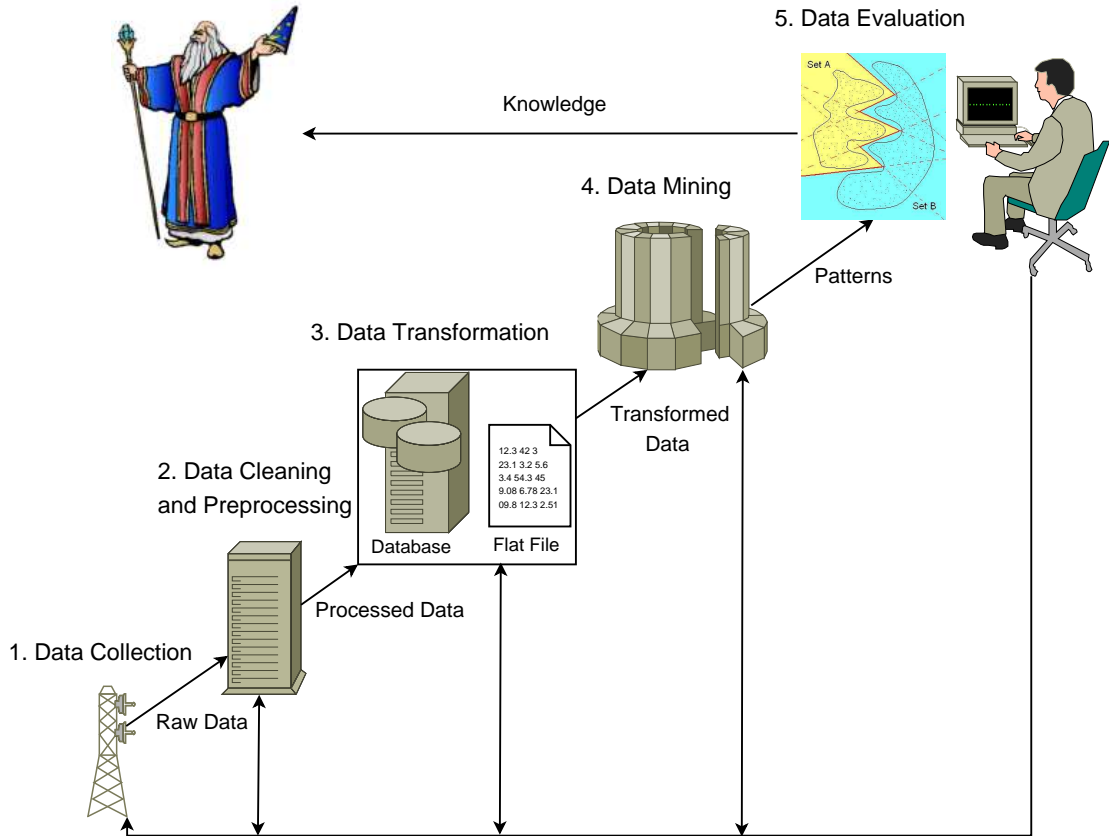 5. Data Evaluation
Set A
Knowledge
4. Data Mining
Set B
Patterns
3. Data Transformation
Transformed
Data
12.3 42 3
23.1 3.2 5.6
3.4 54.3 45
9.08 6.78 23.1
09.8 12.3 2.51
2. Data Cleaning
and Preprocessing
Database
Flat File
Processed Data
1. Data Collection
Raw Data